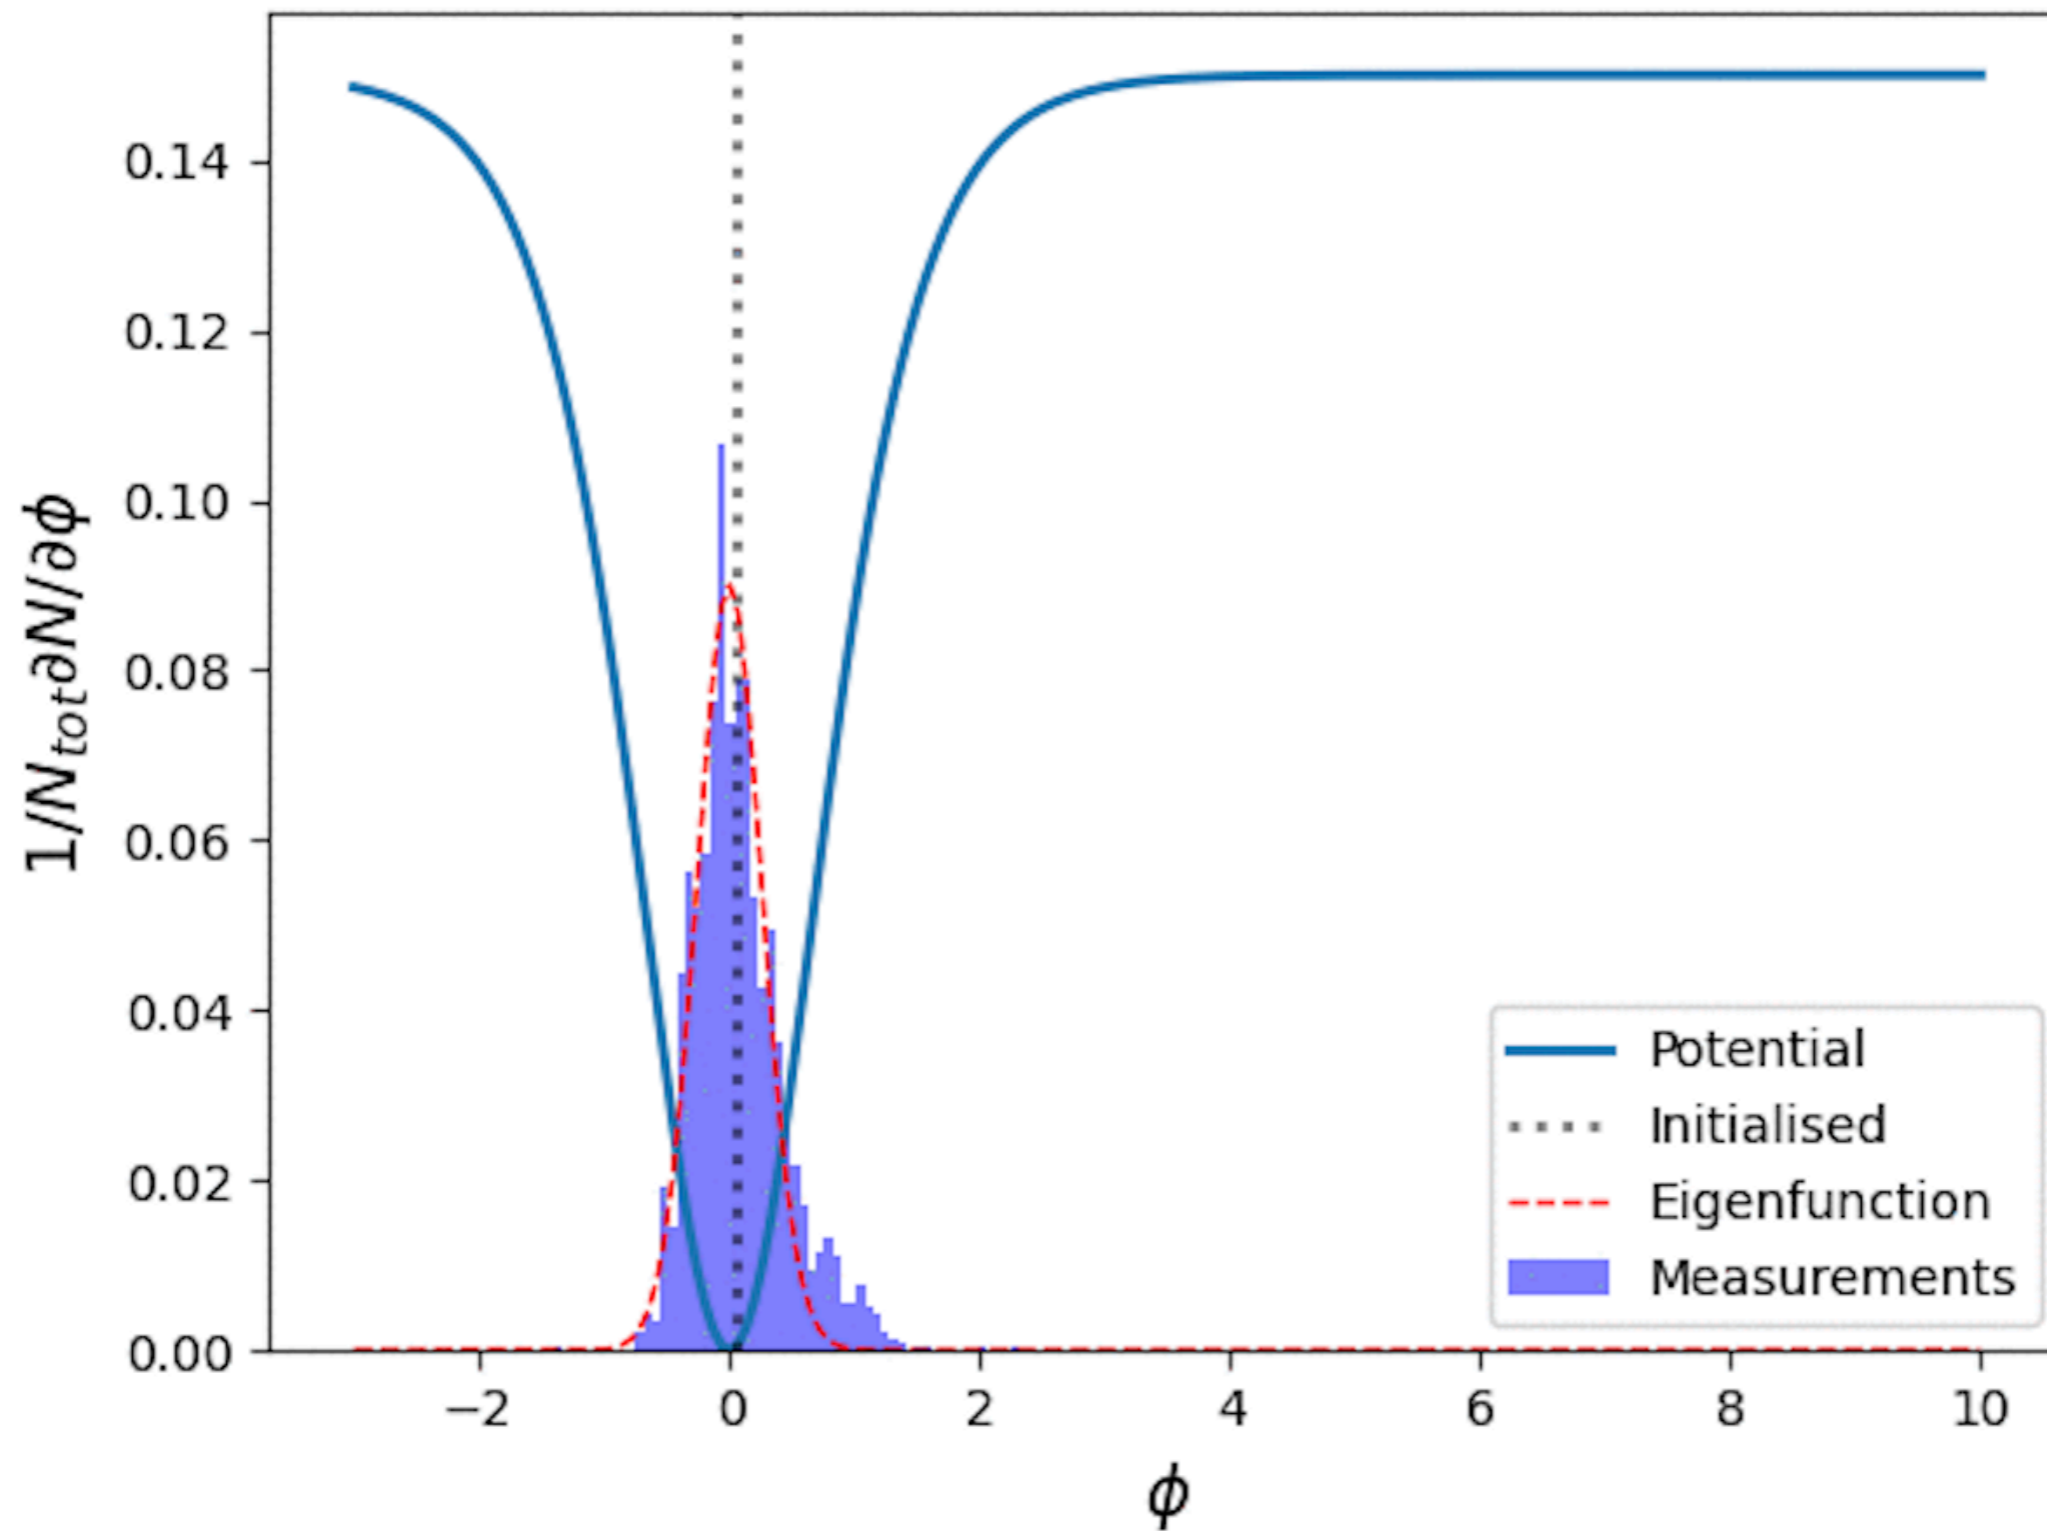 1/N_tot ∂N/∂ϕ
0.14
0.12
0.10
0.08
0.06
0.04
0.02
0.00
−2 0 2 4 6 8 10
ϕ
Potential
Initialised
Eigenfunction
Measurements